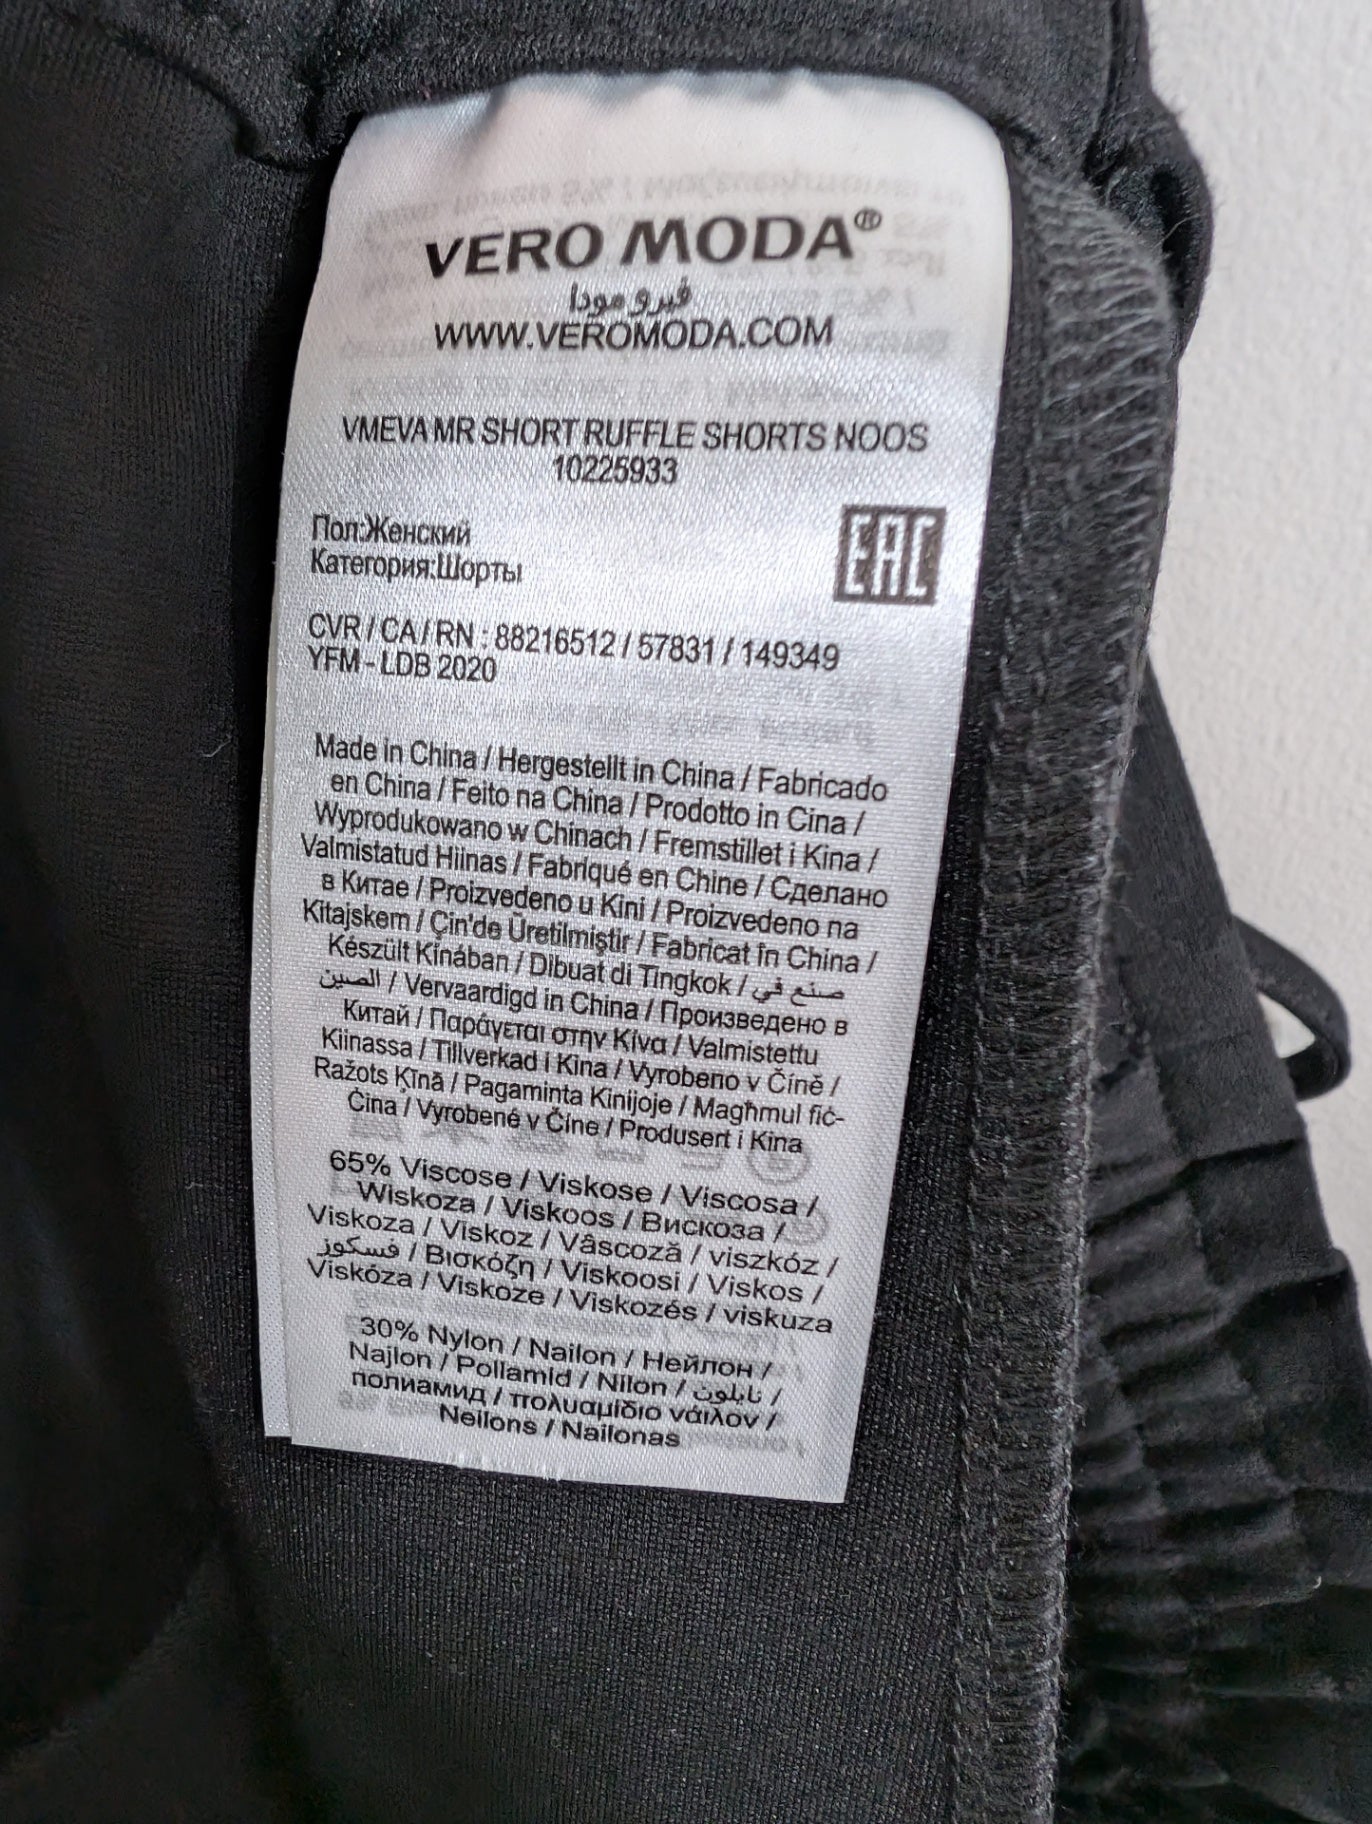 VERO MODA®
فيرو مودا
WWW.VEROMODA.COM
VMEVA MR SHORT RUFFLE SHORTS NOOS
10225933
Пол:Женский
Категория:Шорты
EAC
CVR / CA / RN : 88216512 / 57831 / 149349
YFM - LDB 2020
Made in China / Hergestellt in China / Fabricado
en China / Feito na China / Prodotto in Cina /
Wyprodukowano w Chinach / Fremstillet i Kina /
Valmistatud Hiinas / Fabriqué en Chine / Сделано
в Китае / Proizvedeno u Kini / Proizvedeno na
Kitajskem / Çin'de Üretilmiştir / Fabricat în China /
Készült Kínában / Dibuat di Tingkok / صنع في
الصين / Vervaardigd in China / Произведено в
Китай / Παράγεται στην Κίνα / Valmistettu
Kiinassa / Tillverkad i Kina / Vyrobeno v Číně /
Ražots Ķīnā / Pagaminta Kinijoje / Magħmul fiċ-
Ċina / Vyrobené v Číne / Produsert i Kina
65% Viscose / Viskose / Viscosa /
Wiskoza / Viskoos / Вискоза /
Viskoza / Viskoz / Vâscoză / viszkóz /
فسكوز / Βισκόζη / Viskoosi / Viskos /
Viskóza / Viskoze / Viskozės / viskuza
30% Nylon / Nailon / Нейлон /
Najlon / Poliamid / Nilon / نايلون /
полиамид / πολυαμίδιο νάιλον /
Neilons / Nailonas